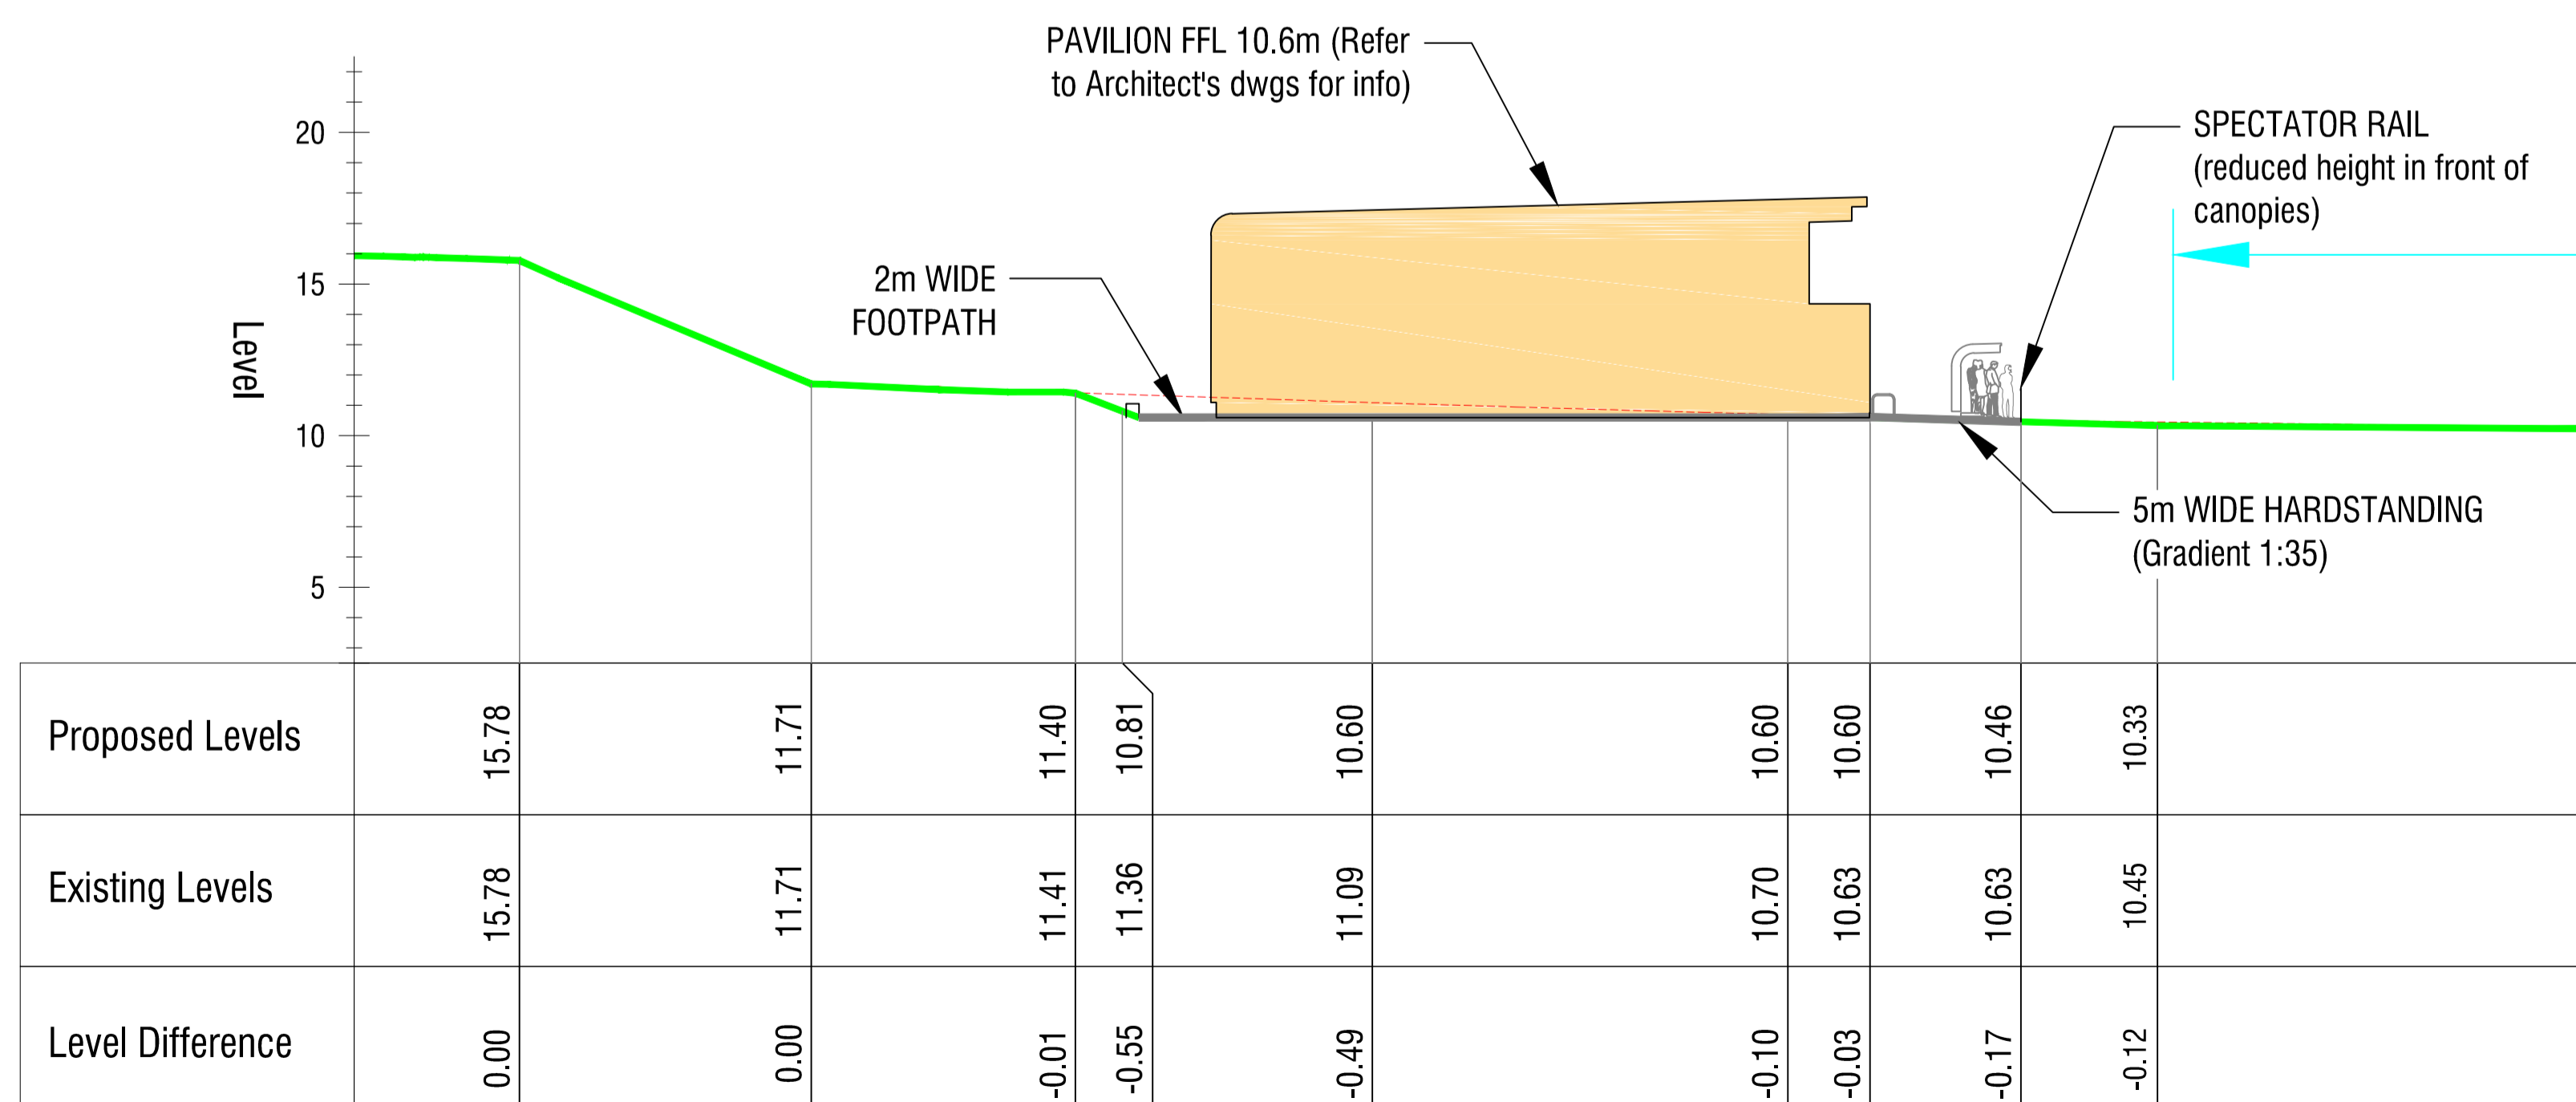 PAVILION FFL 10.6m (Refer
to Architect's dwgs for info)
SPECTATOR RAIL
(reduced height in front of
canopies)
2m WIDE
FOOTPATH
5m WIDE HARDSTANDING
(Gradient 1:35)
Level
20
15
10
5
Proposed Levels 15.78 11.71 11.40 10.81 10.60 10.60 10.60 10.46 10.33
Existing Levels 15.78 11.71 11.41 11.36 11.09 10.70 10.63 10.63 10.45
Level Difference 0.00 0.00 -0.01 -0.55 -0.49 -0.10 -0.03 -0.17 -0.12